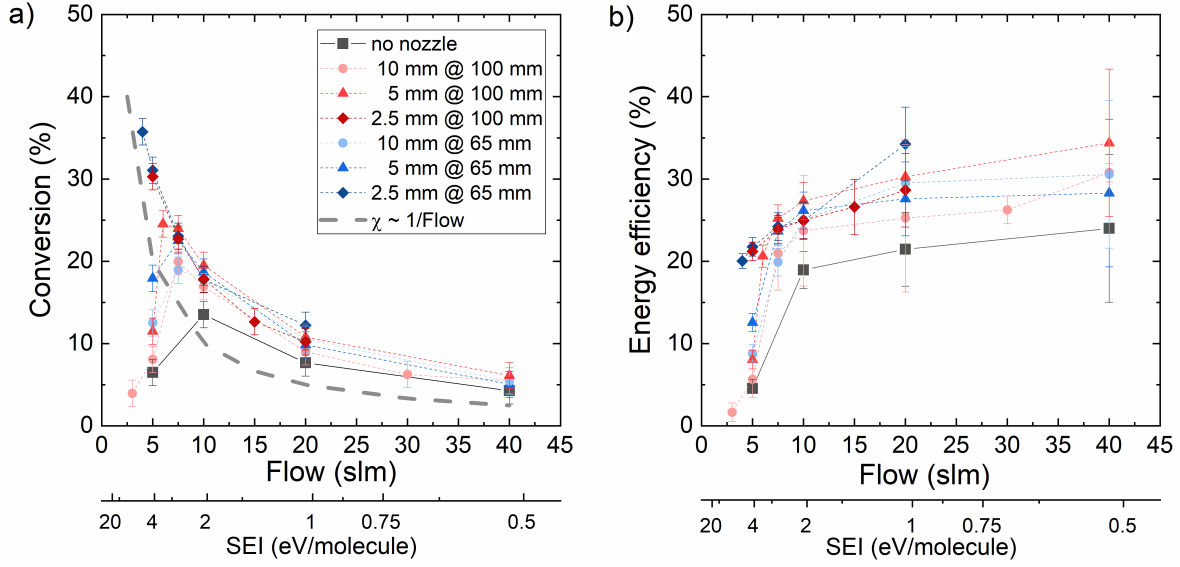 a)
Conversion (%)
50
40
30
20
10
0
no nozzle
10 mm @ 100 mm
5 mm @ 100 mm
2.5 mm @ 100 mm
10 mm @ 65 mm
5 mm @ 65 mm
2.5 mm @ 65 mm
χ ~ 1/Flow
0 5 10 15 20 25 30 35 40 45
Flow (slm)
20 4 2 1 0.75 0.5
SEI (eV/molecule)
b)
Energy efficiency (%)
50
40
30
20
10
0
0 5 10 15 20 25 30 35 40 45
Flow (slm)
20 4 2 1 0.75 0.5
SEI (eV/molecule)